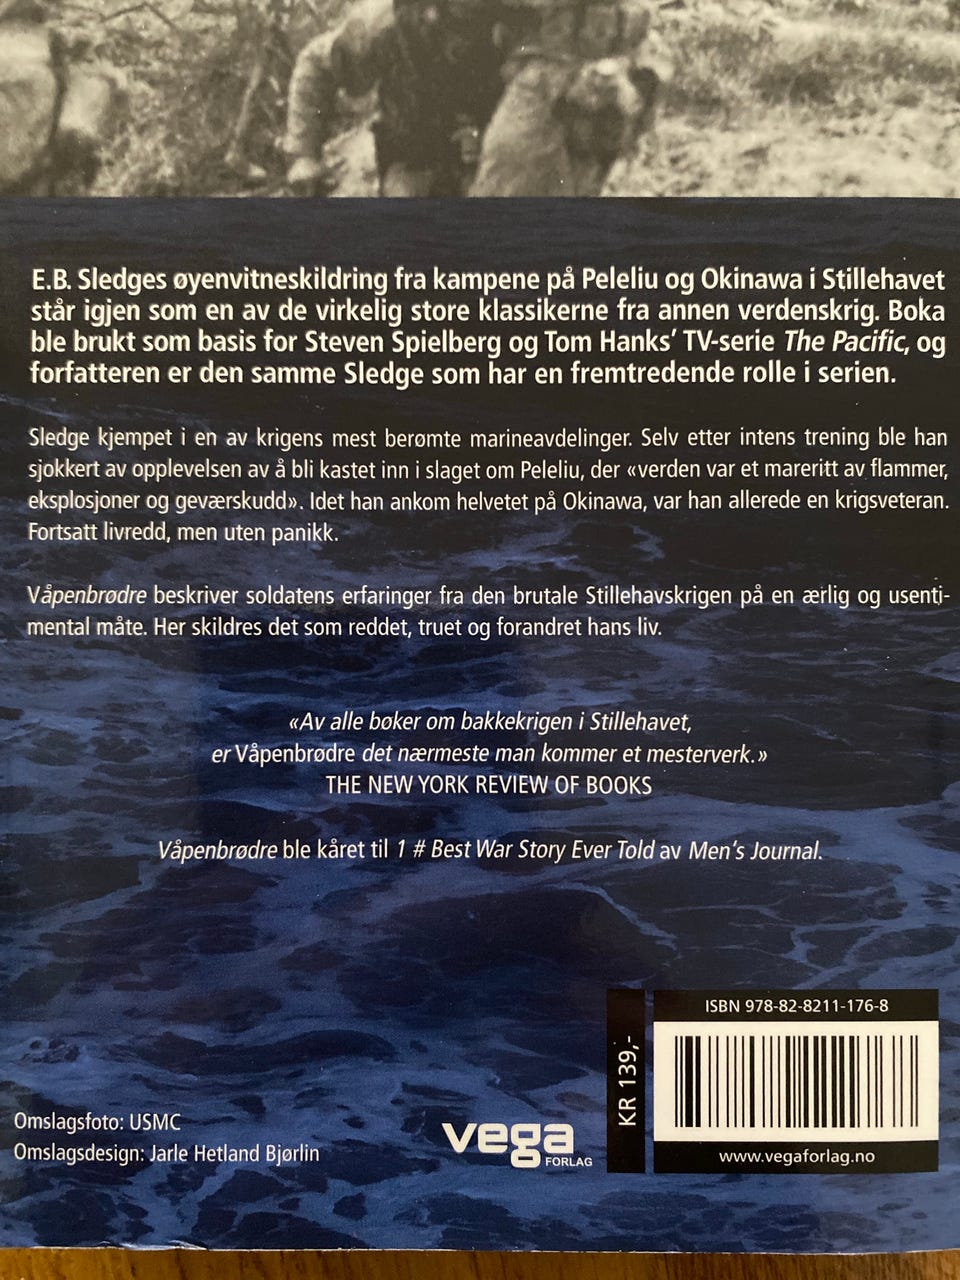 E.B. Sledges øyenvitneskildring fra kampene på Peleliu og Okinawa i Stillehavet
står igjen som en av de virkelig store klassikerne fra annen verdenskrig. Boka
ble brukt som basis for Steven Spielberg og Tom Hanks’ TV-serie The Pacific, og
forfatteren er den samme Sledge som har en fremtredende rolle i serien.
Sledge kjempet i en av krigens mest berømte marineavdelinger. Selv etter intens trening ble han
sjokkert av opplevelsen av å bli kastet inn i slaget om Peleliu, der «verden var et mareritt av flammer,
eksplosjoner og geværskudd». Idet han ankom helvetet på Okinawa, var han allerede en krigsveteran.
Fortsatt livredd, men uten panikk.
Våpenbrødre beskriver soldatens erfaringer fra den brutale Stillehavskrigen på en ærlig og usenti-
mental måte. Her skildres det som reddet, truet og forandret hans liv.
«Av alle bøker om bakkekrigen i Stillehavet,
er Våpenbrødre det nærmeste man kommer et mesterverk.»
THE NEW YORK REVIEW OF BOOKS
Våpenbrødre ble kåret til 1 # Best War Story Ever Told av Men’s Journal.
Omslagsfoto: USMC
Omslagsdesign: Jarle Hetland Bjørlin
vega
FORLAG
KR 139,-
ISBN 978-82-8211-176-8
www.vegaforlag.no